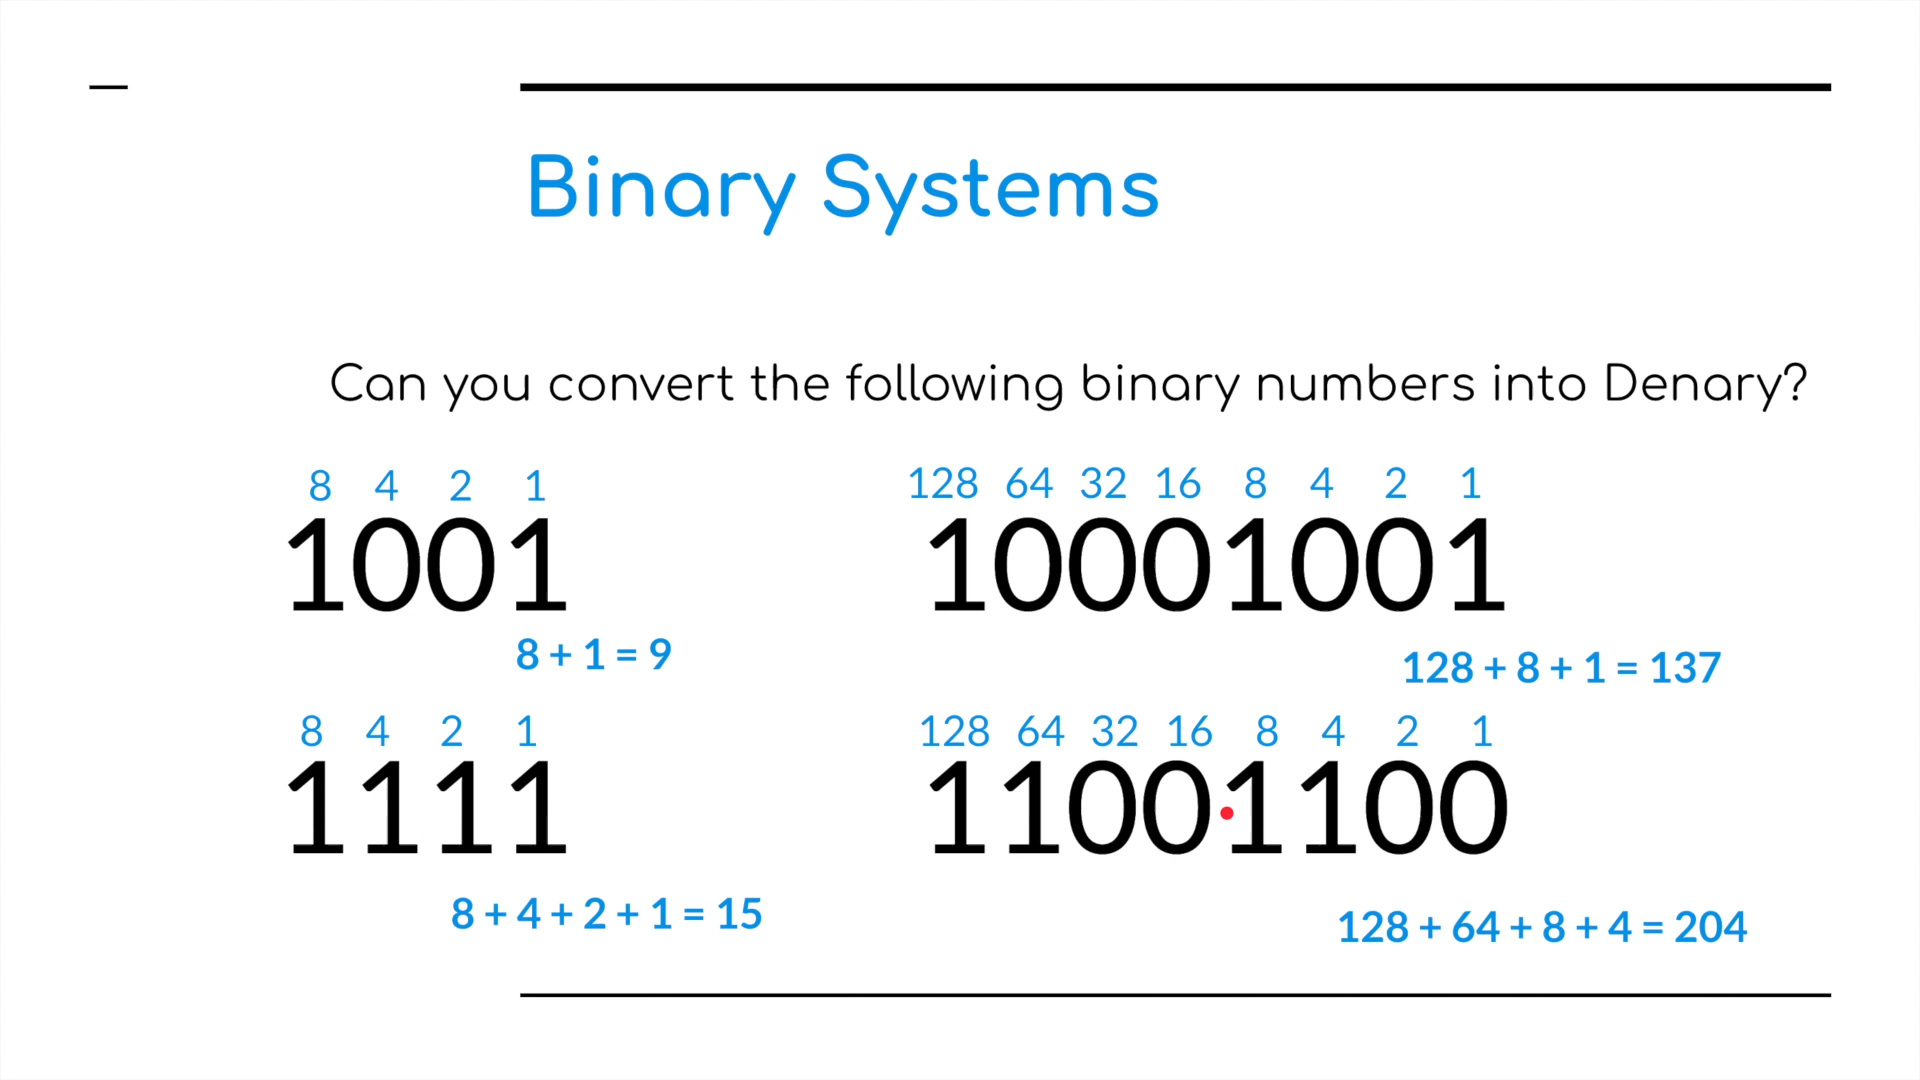 Binary Systems
Can you convert the following binary numbers into Denary?
8 4 2 1
1001
8 + 1 = 9
128 64 32 16 8 4 2 1
10001001
128 + 8 + 1 = 137
8 4 2 1
1111
8 + 4 + 2 + 1 = 15
128 64 32 16 8 4 2 1
11001100
128 + 64 + 8 + 4 = 204